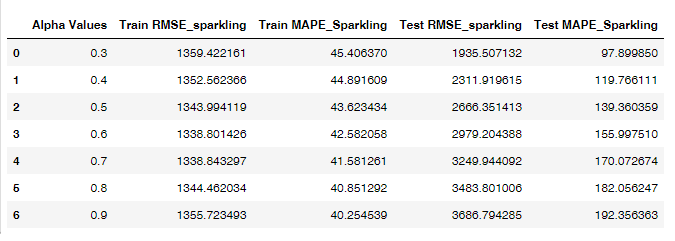 Alpha Values Train RMSE_sparkling Train MAPE_Sparkling Test RMSE_sparkling Test MAPE_Sparkling
0 0.3 1359.422161 45.406370 1935.507132 97.899850
1 0.4 1352.562366 44.891609 2311.919615 119.766111
2 0.5 1343.994119 43.623434 2666.351413 139.360359
3 0.6 1338.801426 42.582058 2979.204388 155.997510
4 0.7 1338.843297 41.581261 3249.944092 170.072674
5 0.8 1344.462034 40.851292 3483.801006 182.056247
6 0.9 1355.723493 40.254539 3686.794285 192.356363